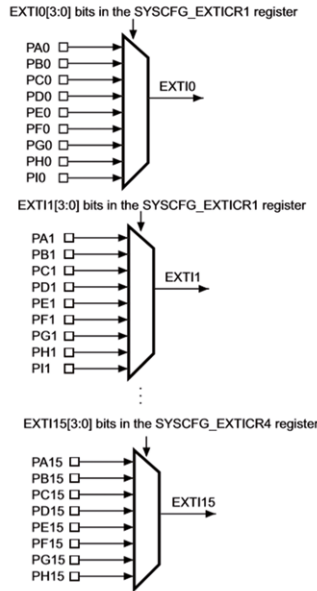 EXTI0[3:0] bits in the SYSCFG_EXTICR1 register
PA0
PB0
PC0
PD0
PE0
PF0
PG0
PH0
PI0
EXTI0
EXTI1[3:0] bits in the SYSCFG_EXTICR1 register
PA1
PB1
PC1
PD1
PE1
PF1
PG1
PH1
PI1
EXTI1
EXTI15[3:0] bits in the SYSCFG_EXTICR4 register
PA15
PB15
PC15
PD15
PE15
PF15
PG15
PH15
EXTI15